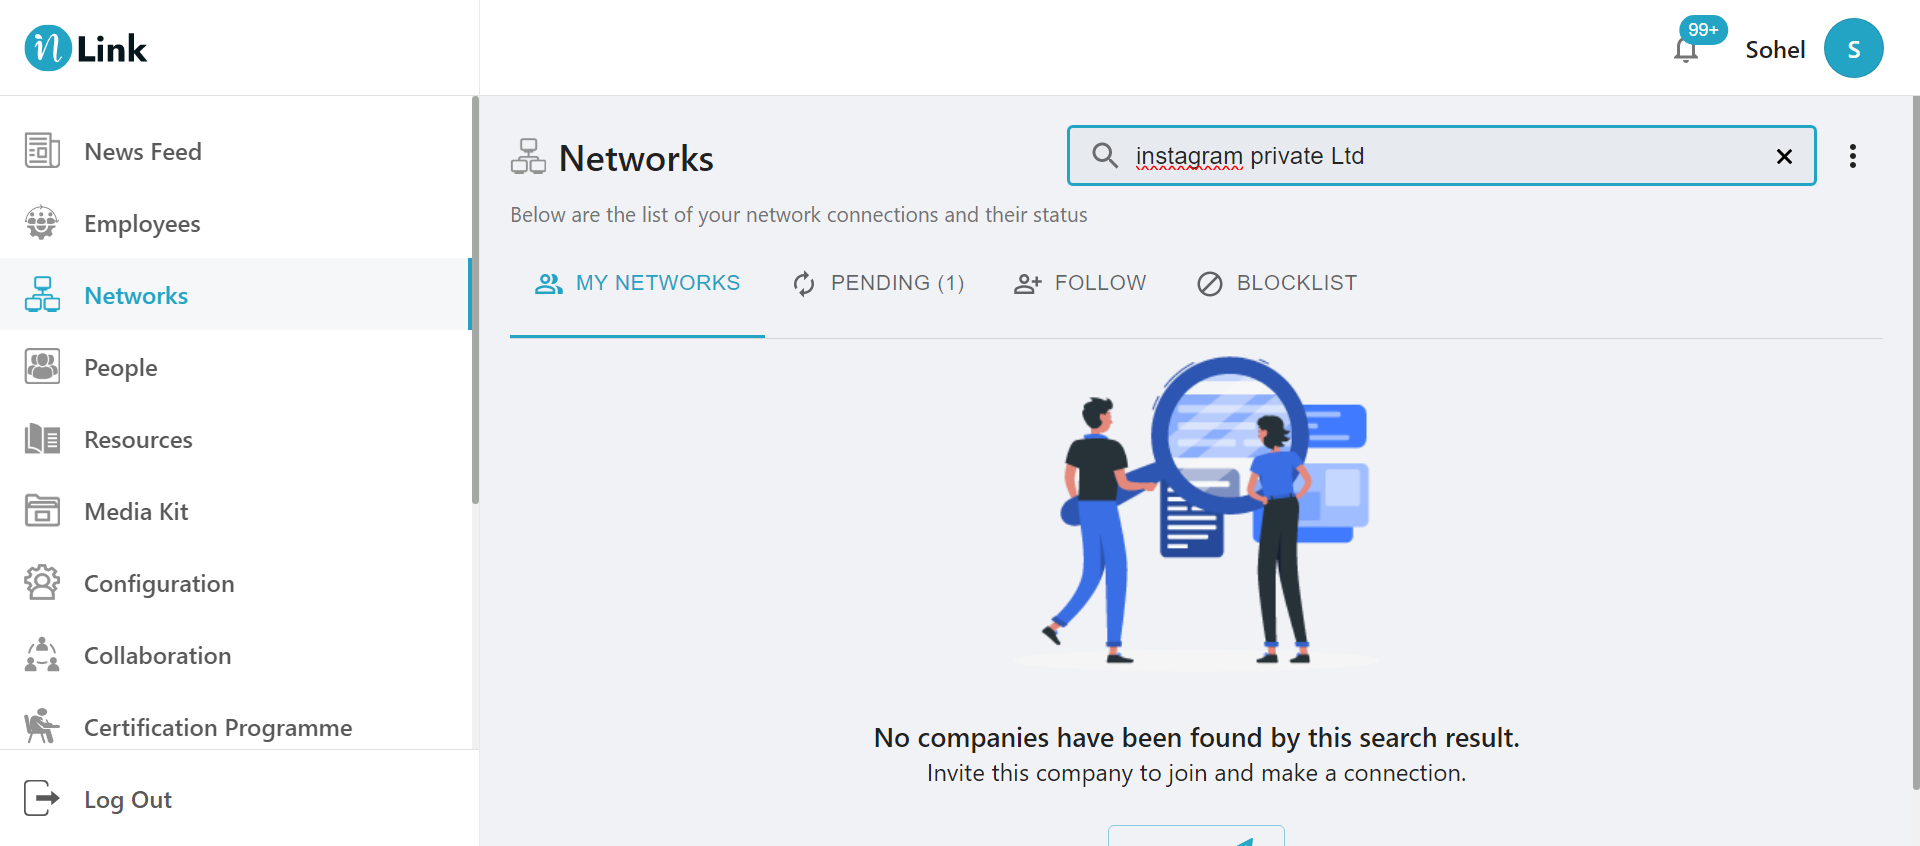 n Link
99+
Sohel
S
News Feed
Employees
Networks
People
Resources
Media Kit
Configuration
Collaboration
Certification Programme
Log Out
Networks
instagram private Ltd
Below are the list of your network connections and their status
MY NETWORKS
PENDING (1)
FOLLOW
BLOCKLIST
No companies have been found by this search result.
Invite this company to join and make a connection.